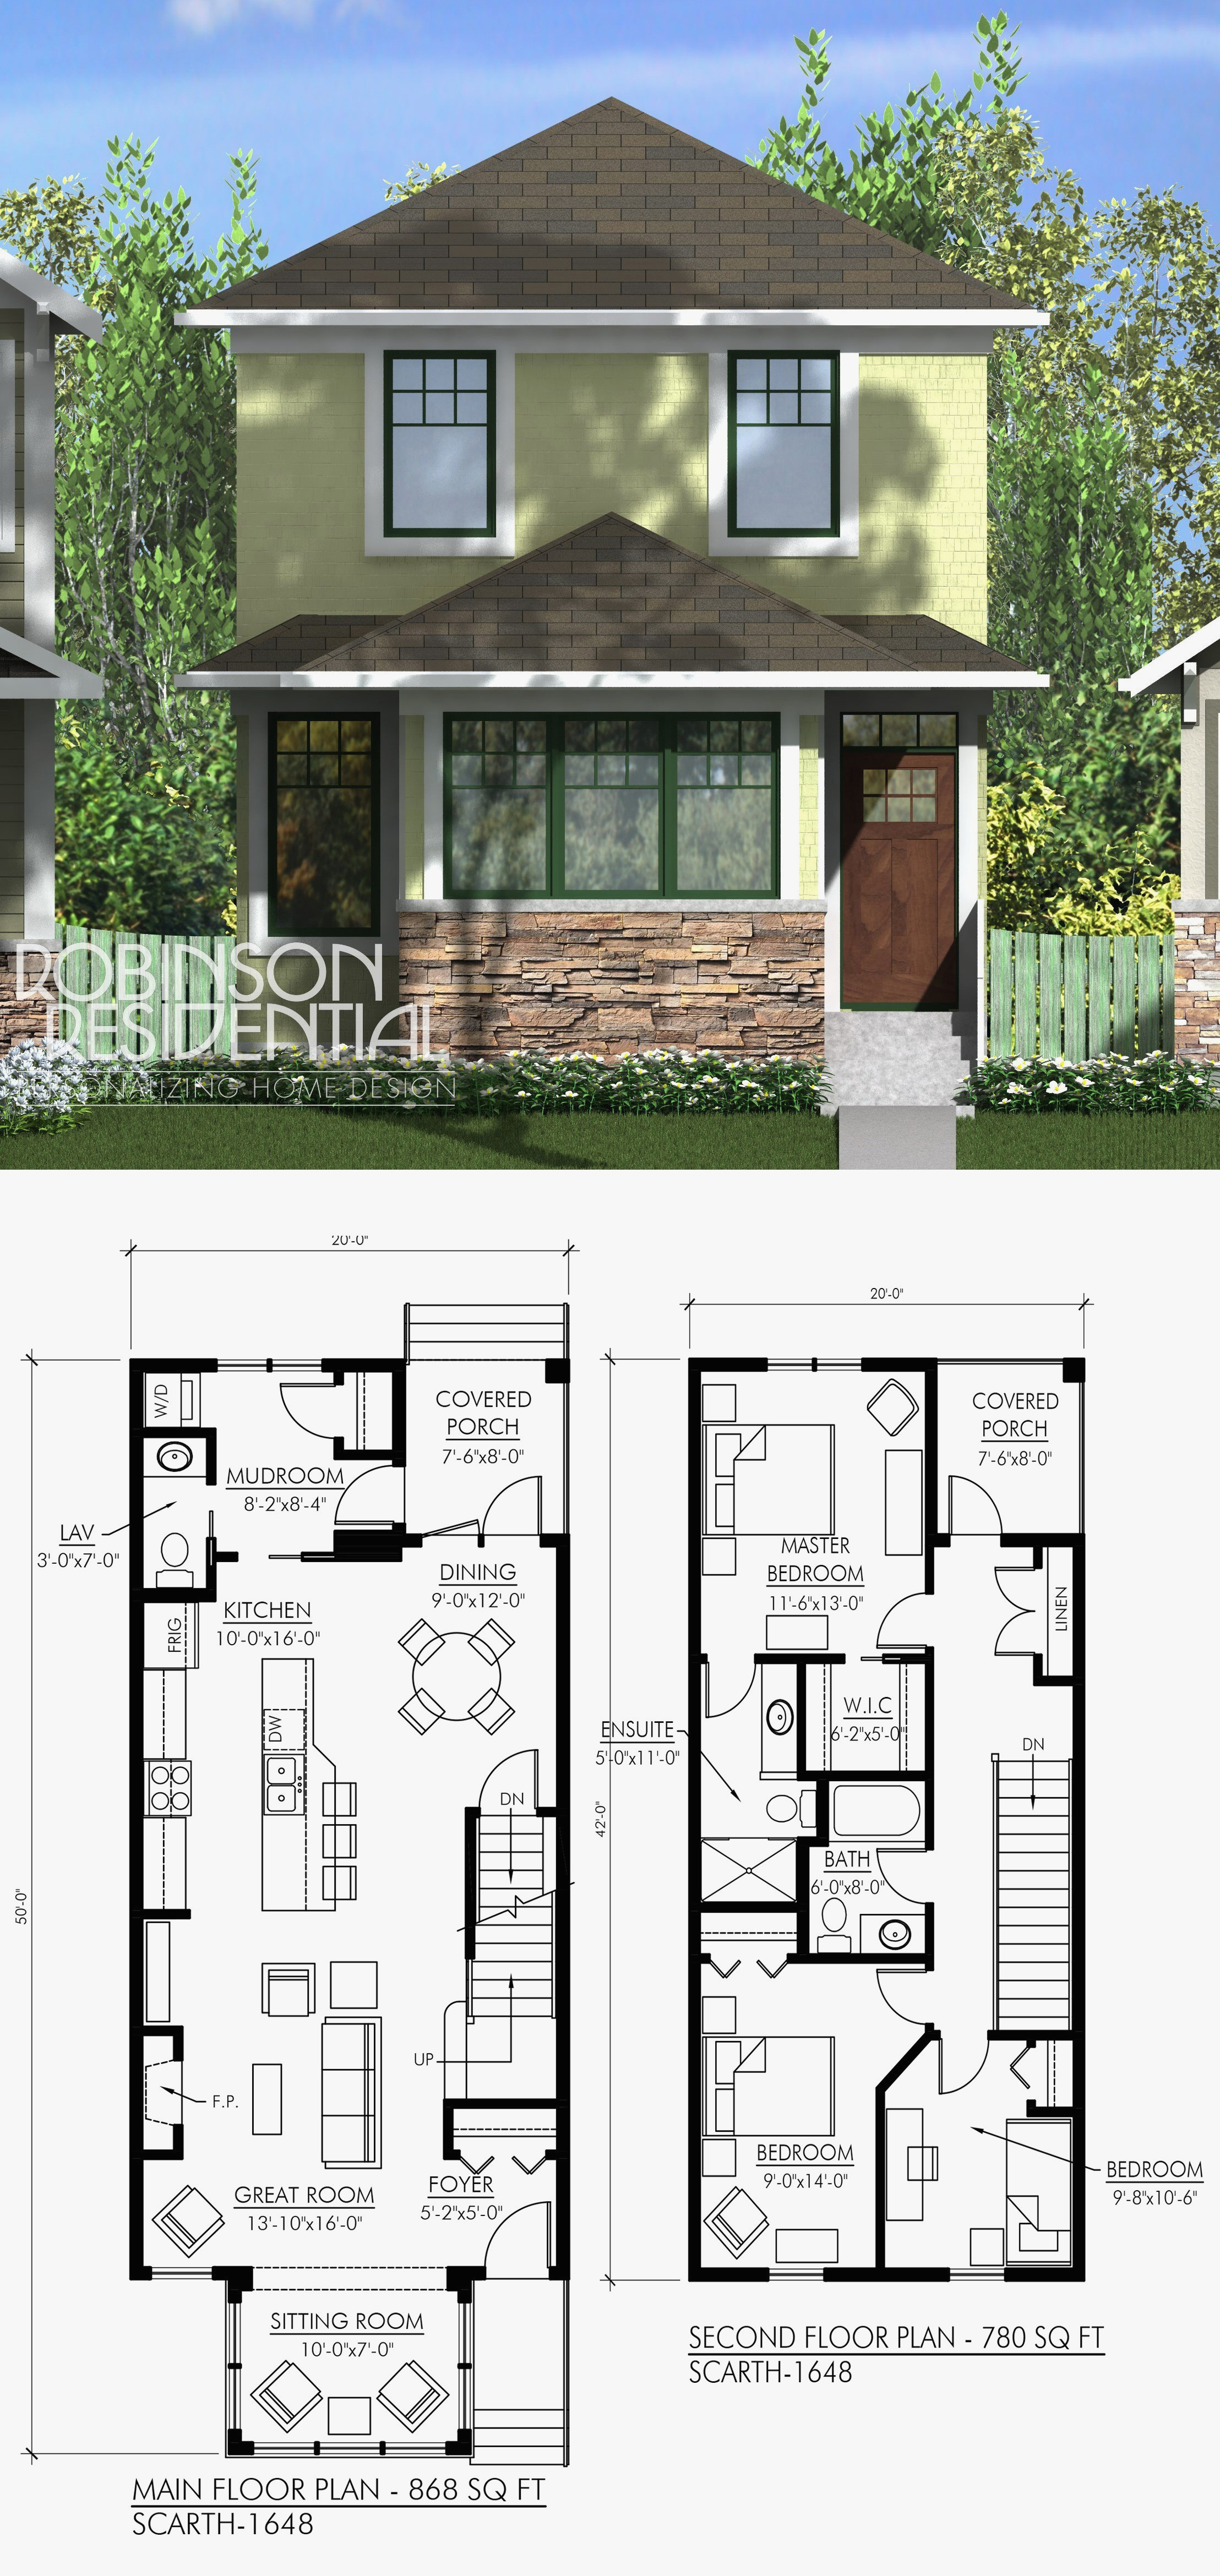 ROBINSON
RESIDENTIAL
PERSONALIZING HOME DESIGN
20'-0"
20'-0"
W/D
COVERED
PORCH
7'-6"x8'-0"
MUDROOM
8'-2"x8'-4"
LAV
3'-0"x7'-0"
DINING
9'-0"x12'-0"
KITCHEN
10'-0"x16'-0"
FRIG
DW
DN
50'-0"
UP
F.P.
FOYER
5'-2"x5'-0"
GREAT ROOM
13'-10"x16'-0"
SITTING ROOM
10'-0"x7'-0"
MAIN FLOOR PLAN - 868 SQ FT
SCARTH-1648
COVERED
PORCH
7'-6"x8'-0"
MASTER
BEDROOM
11'-6"x13'-0"
LINEN
W.I.C
6'-2"x5'-0"
ENSUITE
5'-0"x11'-0"
DN
42'-0"
BATH
6'-0"x8'-0"
BEDROOM
9'-0"x14'-0"
BEDROOM
9'-8"x10'-6"
SECOND FLOOR PLAN - 780 SQ FT
SCARTH-1648